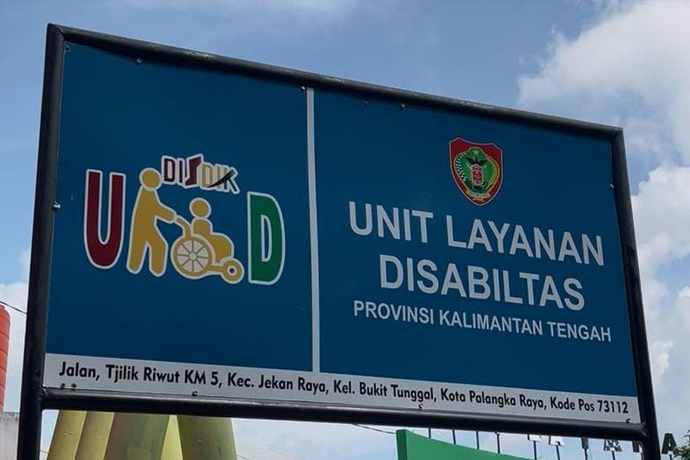 DISDIK
U D
UNIT LAYANAN
DISABILTAS
PROVINSI KALIMANTAN TENGAH
Jalan, Tjilik Riwut KM 5, Kec. Jekan Raya, Kel. Bukit Tunggal, Kota Palangka Raya, Kode Pos 73112